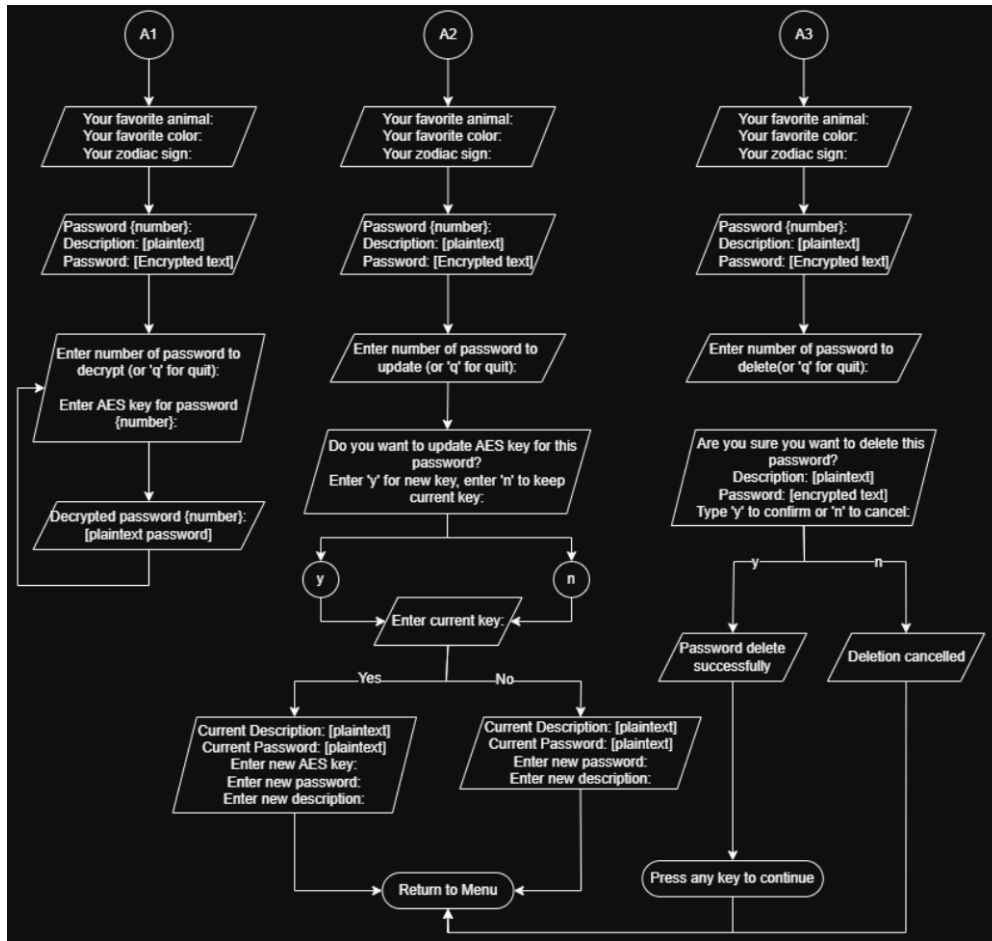 A1
Your favorite animal:
Your favorite color:
Your zodiac sign:
Password {number}:
Description: [plaintext]
Password: [Encrypted text]
Enter number of password to
decrypt (or 'q' for quit):
Enter AES key for password
{number}:
Decrypted password {number}:
[plaintext password]
A2
Your favorite animal:
Your favorite color:
Your zodiac sign:
Password {number}:
Description: [plaintext]
Password: [Encrypted text]
Enter number of password to
update (or 'q' for quit):
Do you want to update AES key for this
password?
Enter 'y' for new key, enter 'n' to keep
current key:
y
n
Enter current key:
Yes
No
Current Description: [plaintext]
Current Password: [plaintext]
Enter new AES key:
Enter new password:
Enter new description:
Current Description: [plaintext]
Current Password: [plaintext]
Enter new password:
Enter new description:
Return to Menu
A3
Your favorite animal:
Your favorite color:
Your zodiac sign:
Password {number}:
Description: [plaintext]
Password: [Encrypted text]
Enter number of password to
delete(or 'q' for quit):
Are you sure you want to delete this
password?
Description: [plaintext]
Password: [encrypted text]
Type 'y' to confirm or 'n' to cancel:
y
n
Password delete
successfully
Deletion cancelled
Press any key to continue